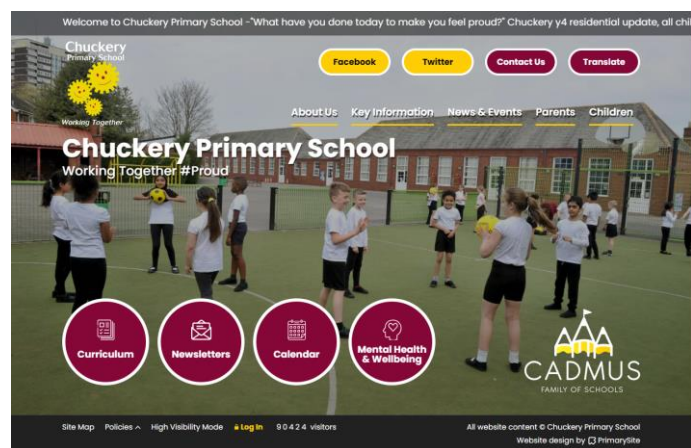 Welcome to Chuckery Primary School -"What have you done today to make you feel proud?" Chuckery y4 residential update, all chil
Chuckery
Primary School
Working Together
Facebook
Twitter
Contact Us
Translate
About Us
Key Information
News & Events
Parents
Children
Chuckery Primary School
Working Together #Proud
Curriculum
Newsletters
Calendar
Mental Health
& Wellbeing
CADMUS
FAMILY OF SCHOOLS
Site Map
Policies
High Visibility Mode
Log In
90424 visitors
All website content © Chuckery Primary School
Website design by PrimarySite